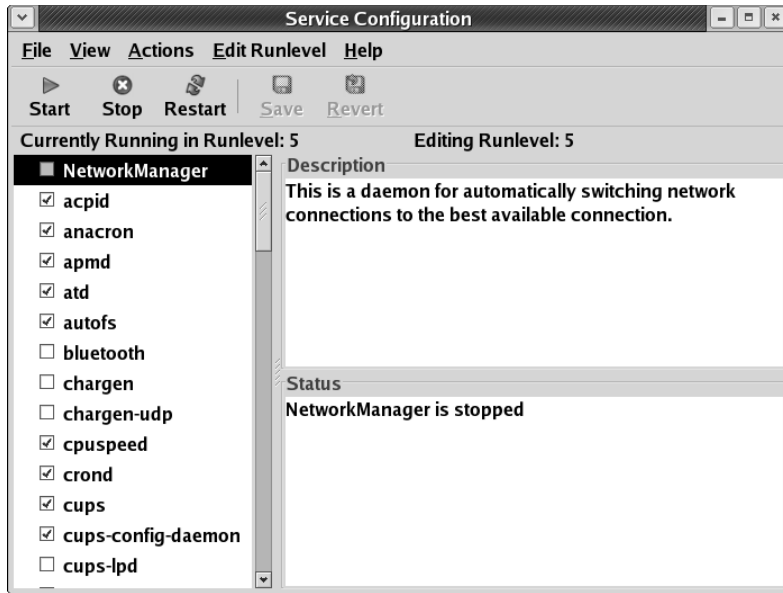 Service Configuration
File View Actions Edit Runlevel Help
Start Stop Restart Save Revert
Currently Running in Runlevel: 5 Editing Runlevel: 5
NetworkManager
acpid
anacron
apmd
atd
autofs
bluetooth
chargen
chargen-udp
cpuspeed
crond
cups
cups-config-daemon
cups-lpd
Description
This is a daemon for automatically switching network
connections to the best available connection.
Status
NetworkManager is stopped